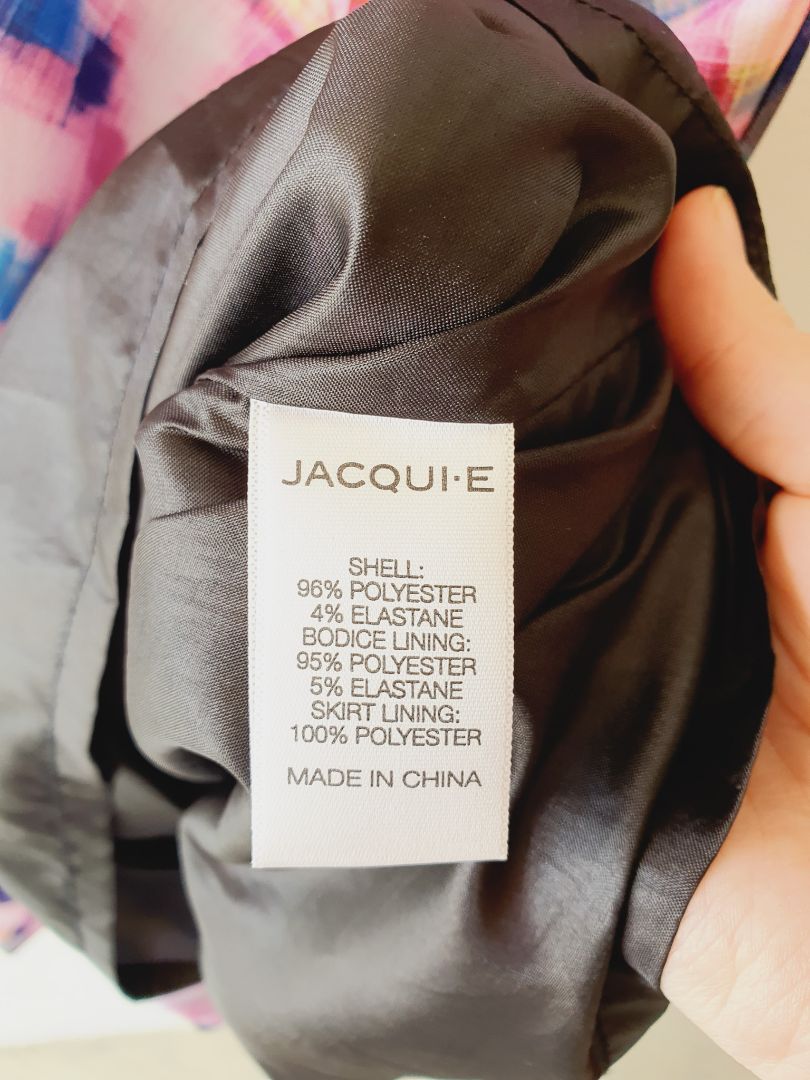 JACQUI·E
SHELL:
96% POLYESTER
4% ELASTANE
BODICE LINING:
95% POLYESTER
5% ELASTANE
SKIRT LINING:
100% POLYESTER
MADE IN CHINA